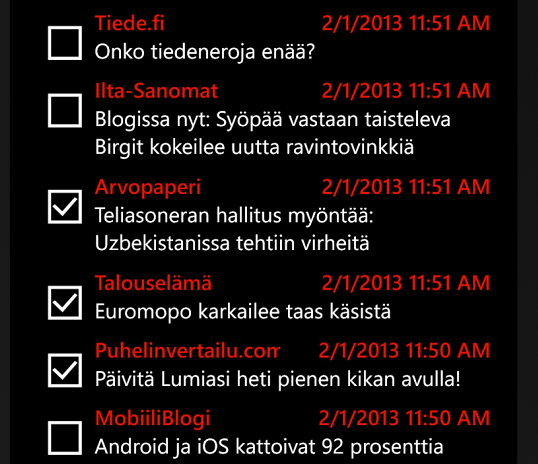 Tiede.fi 2/1/2013 11:51 AM
Onko tiedeneroja enää?
Ilta-Sanomat 2/1/2013 11:51 AM
Blogissa nyt: Syöpää vastaan taisteleva
Birgit kokeilee uutta ravintovinkkiä
Arvopaperi 2/1/2013 11:51 AM
Teliasoneran hallitus myöntää:
Uzbekistanissa tehtiin virheitä
Talouselämä 2/1/2013 11:51 AM
Euromopo karkailee taas käsistä
Puhelinvertailu.com 2/1/2013 11:50 AM
Päivitä Lumiasi heti pienen kikan avulla!
MobiiliBlogi 2/1/2013 11:50 AM
Android ja iOS kattoivat 92 prosenttia